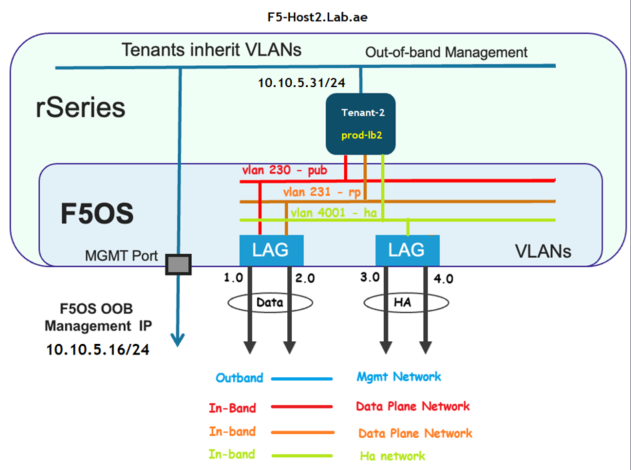 F5-Host2.Lab.ae
Tenants inherit VLANs
Out-of-band Management
10.10.5.31/24
rSeries
Tenant-2
prod-lb2
vlan 230 - pub
vlan 231 - rp
vlan 4001 - ha
F5OS
LAG
LAG
MGMT Port
VLANs
1.0
2.0
3.0
4.0
Data
HA
F5OS OOB
Management IP
10.10.5.16/24
Outband
Mgmt Network
In-Band
Data Plane Network
In-band
Data Plane Network
In-band
Ha network